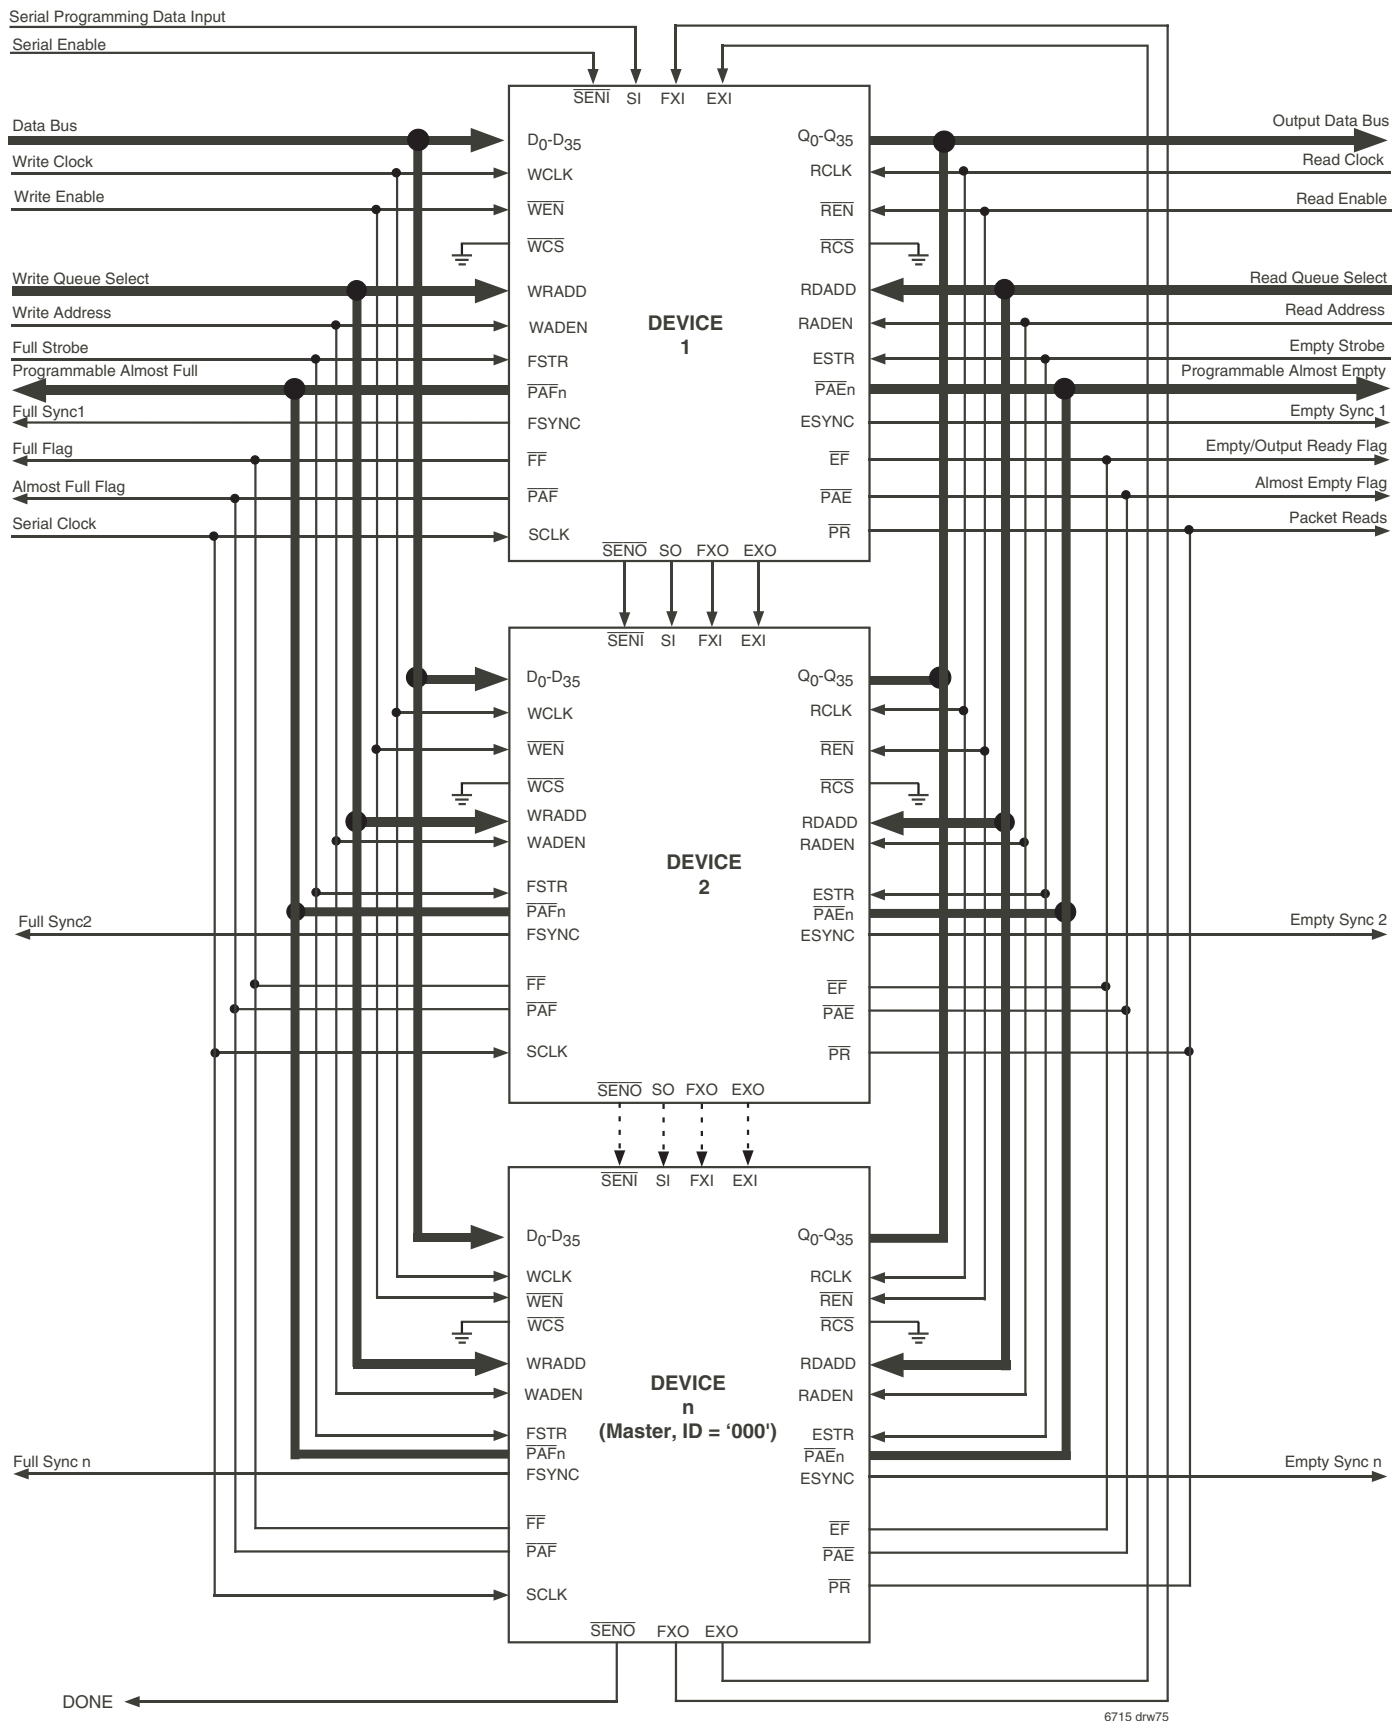 Serial Programming Data Input
Serial Enable
SENI SI FXI EXI
Data Bus
D0-D35
Q0-Q35
Output Data Bus
Write Clock
WCLK
RCLK
Read Clock
Write Enable
WEN
REN
Read Enable
WCS
RCS
Write Queue Select
WRADD
RDADD
Read Queue Select
Write Address
WADEN
DEVICE
1
RADEN
Read Address
Full Strobe
FSTR
ESTR
Empty Strobe
Programmable Almost Full
PAFn
PAEn
Programmable Almost Empty
Full Sync1
FSYNC
ESYNC
Empty Sync 1
Full Flag
FF
EF
Empty/Output Ready Flag
Almost Full Flag
PAF
PAE
Almost Empty Flag
Serial Clock
SCLK
PR
Packet Reads
SENO SO FXO EXO
SENI SI FXI EXI
D0-D35
Q0-Q35
WCLK
RCLK
WEN
REN
WCS
RCS
WRADD
RDADD
WADEN
RADEN
DEVICE
2
FSTR
ESTR
PAFn
PAEn
Full Sync2
FSYNC
ESYNC
Empty Sync 2
FF
EF
PAF
PAE
SCLK
PR
SENO SO FXO EXO
SENI SI FXI EXI
D0-D35
Q0-Q35
WCLK
RCLK
WEN
REN
WCS
RCS
WRADD
RDADD
WADEN
RADEN
DEVICE
n
(Master, ID = ‘000')
FSTR
ESTR
PAFn
PAEn
Full Sync n
FSYNC
ESYNC
Empty Sync n
FF
EF
PAF
PAE
SCLK
PR
SENO FXO EXO
DONE
6715 drw75